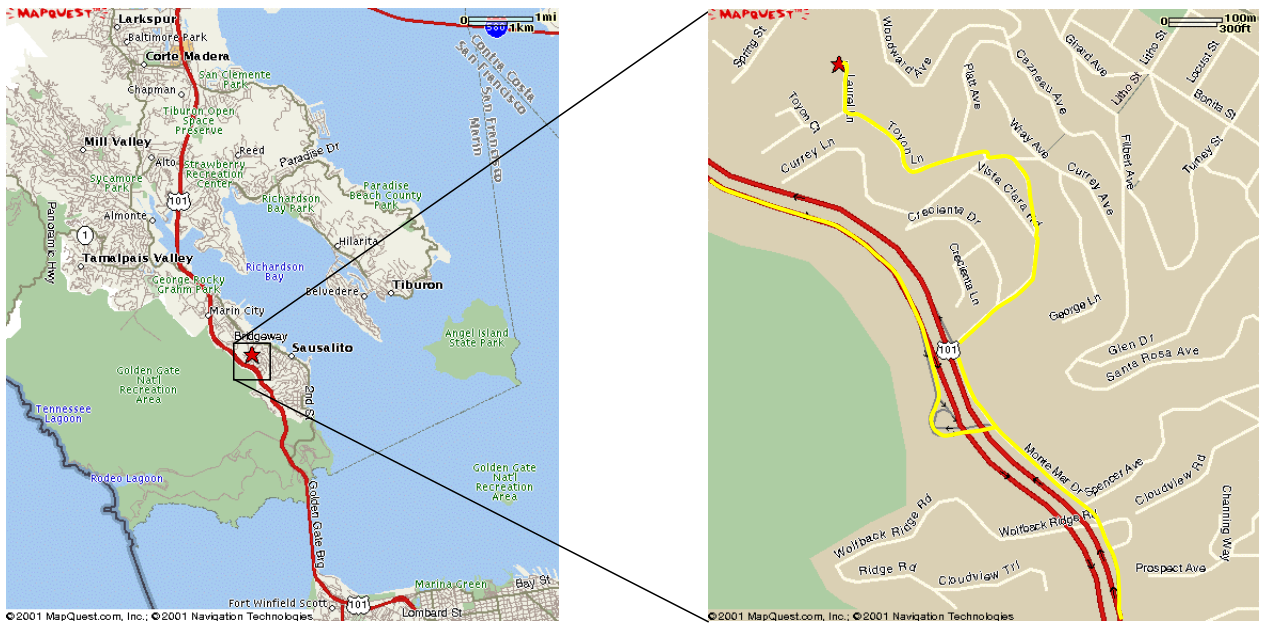 MAPQUEST
0 1mi
1km
580
Larkspur
Baltimore Park
Corte Madera
San Clemente
Park
Chapman
Tiburon Open
Space
Preserve
Contra Costa
San Francisco
San Francisco
Marin
Mill Valley
Alto
Reed
Paradise Dr
Strawberry
Recreation
Center
Sycamore
Park
101
Paradise
Beach County
Park
Richardson
Bay Park
Almonte
1
Panoramic Hwy
Tamalpais Valley
Hilarita
Richardson
Bay
George Rocky
Grahm Park
Belvedere
Tiburon
Marin City
Bridgeway
Sausalito
Angel Island
State Park
Golden Gate
Nat'l
Recreation
Area
2nd St
Tennessee
Lagoon
Rodeo Lagoon
Golden Gate
Nat'l
Recreation
Area
Golden Gate Brg
Marina Green
Bay St
Fort Winfield Scott
101
Lombard St
©2001 MapQuest.com, Inc.; ©2001 Navigation Technologies
MAPQUEST
0 100m
300ft
Spring St
Woodward Ave
Girard Ave
Litho St
Locust St
Platt Ave
Cazneau Ave
Litho St
Bonita St
Laurel Ln
Toyon Ct
Toyon Ln
Wray Ave
Filbert Ave
Turney St
Currey Ln
Vista Clara Rd
Currey Ave
Crecienta Dr
Crecienta Ln
George Ln
101
Glen Dr
Santa Rosa Ave
Monte Mar Dr
Spencer Ave
Cloudview Rd
Wolfback Ridge Rd
Wolfback Ridge Rd
Channing Way
Ridge Rd
Cloudview Trl
Prospect Ave
©2001 MapQuest.com, Inc.; ©2001 Navigation Technologies